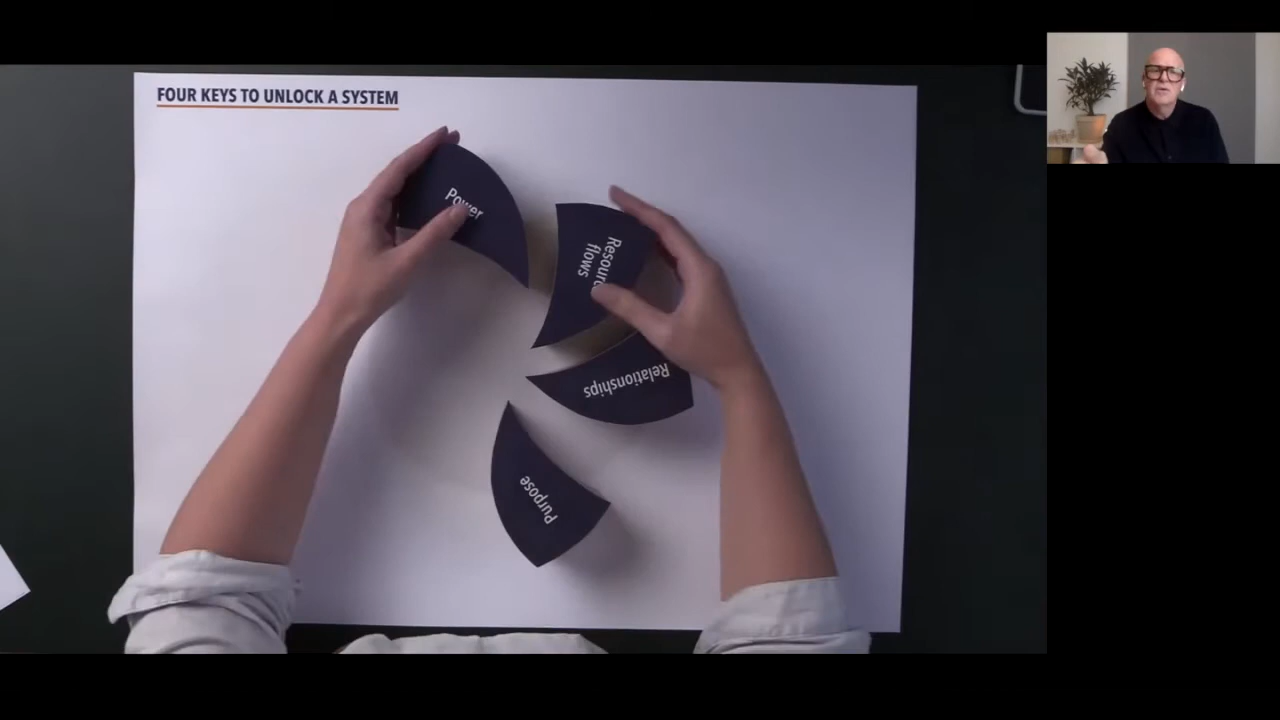 FOUR KEYS TO UNLOCK A SYSTEM
Power
flows
Relationships
Purpose